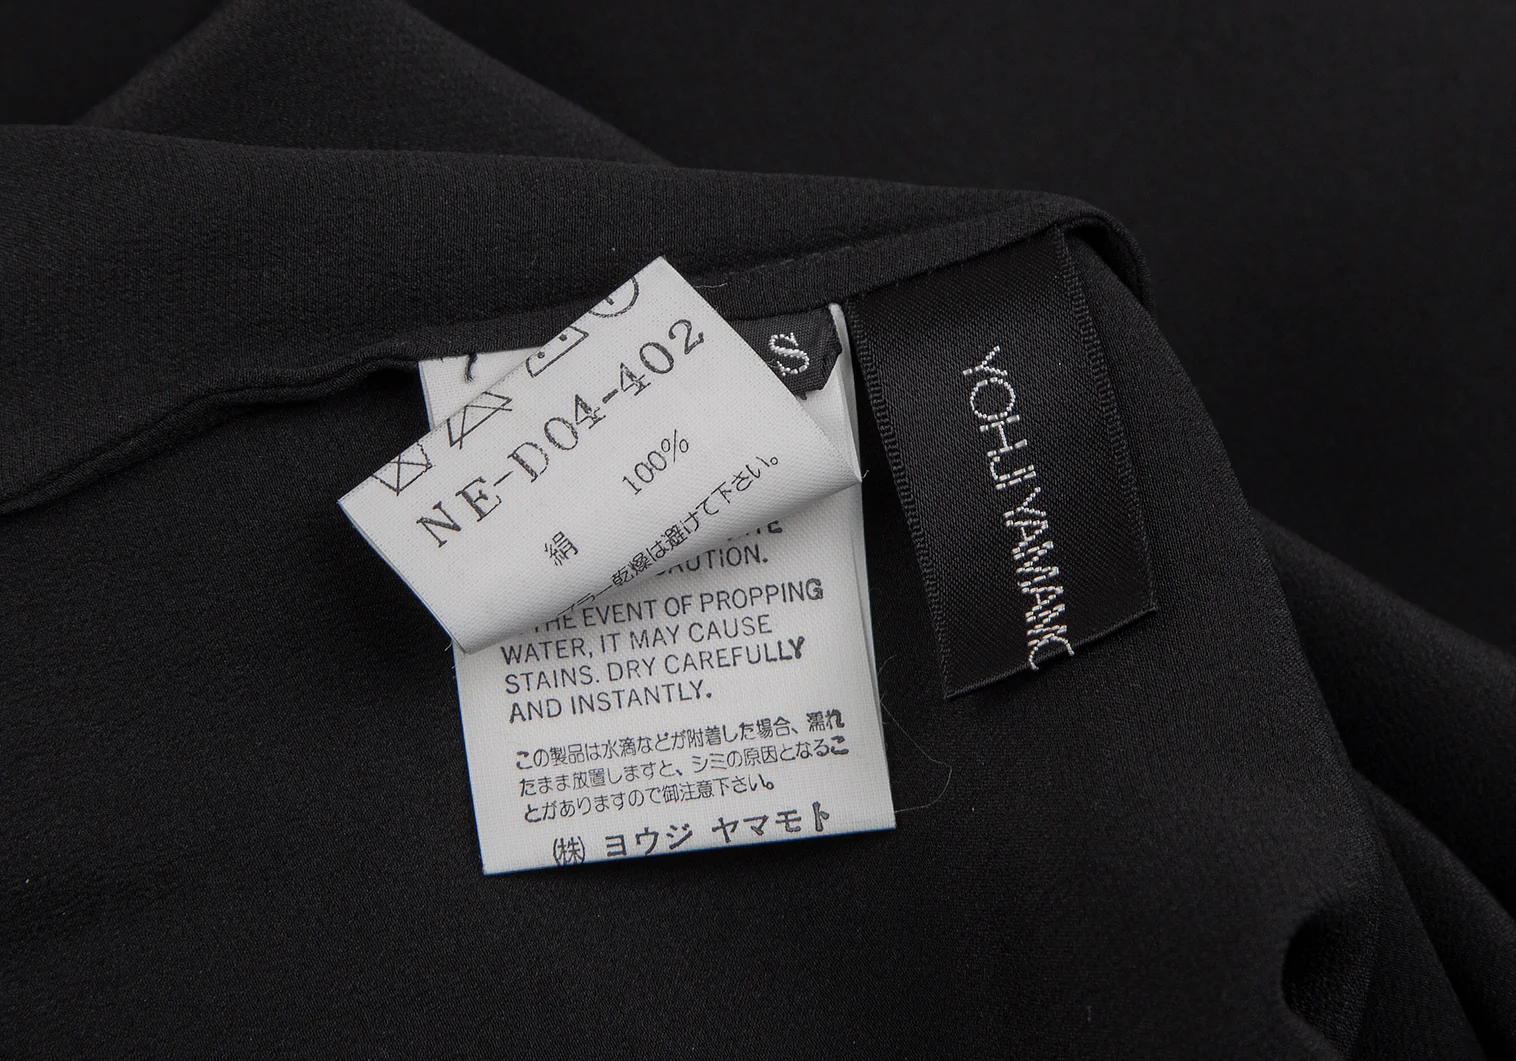 NE-D04-402
絹 100%
乾燥は避けて下さい。
S
CAUTION.
THE EVENT OF PROPPING
WATER, IT MAY CAUSE
STAINS. DRY CAREFULLY
AND INSTANTLY.
この製品は水滴などが附着した場合、濡れ
たまま放置しますと、シミの原因となるこ
とがありますので御注意下さい。
㈱ ヨウジ ヤマモト
YOHJI YAMAMO